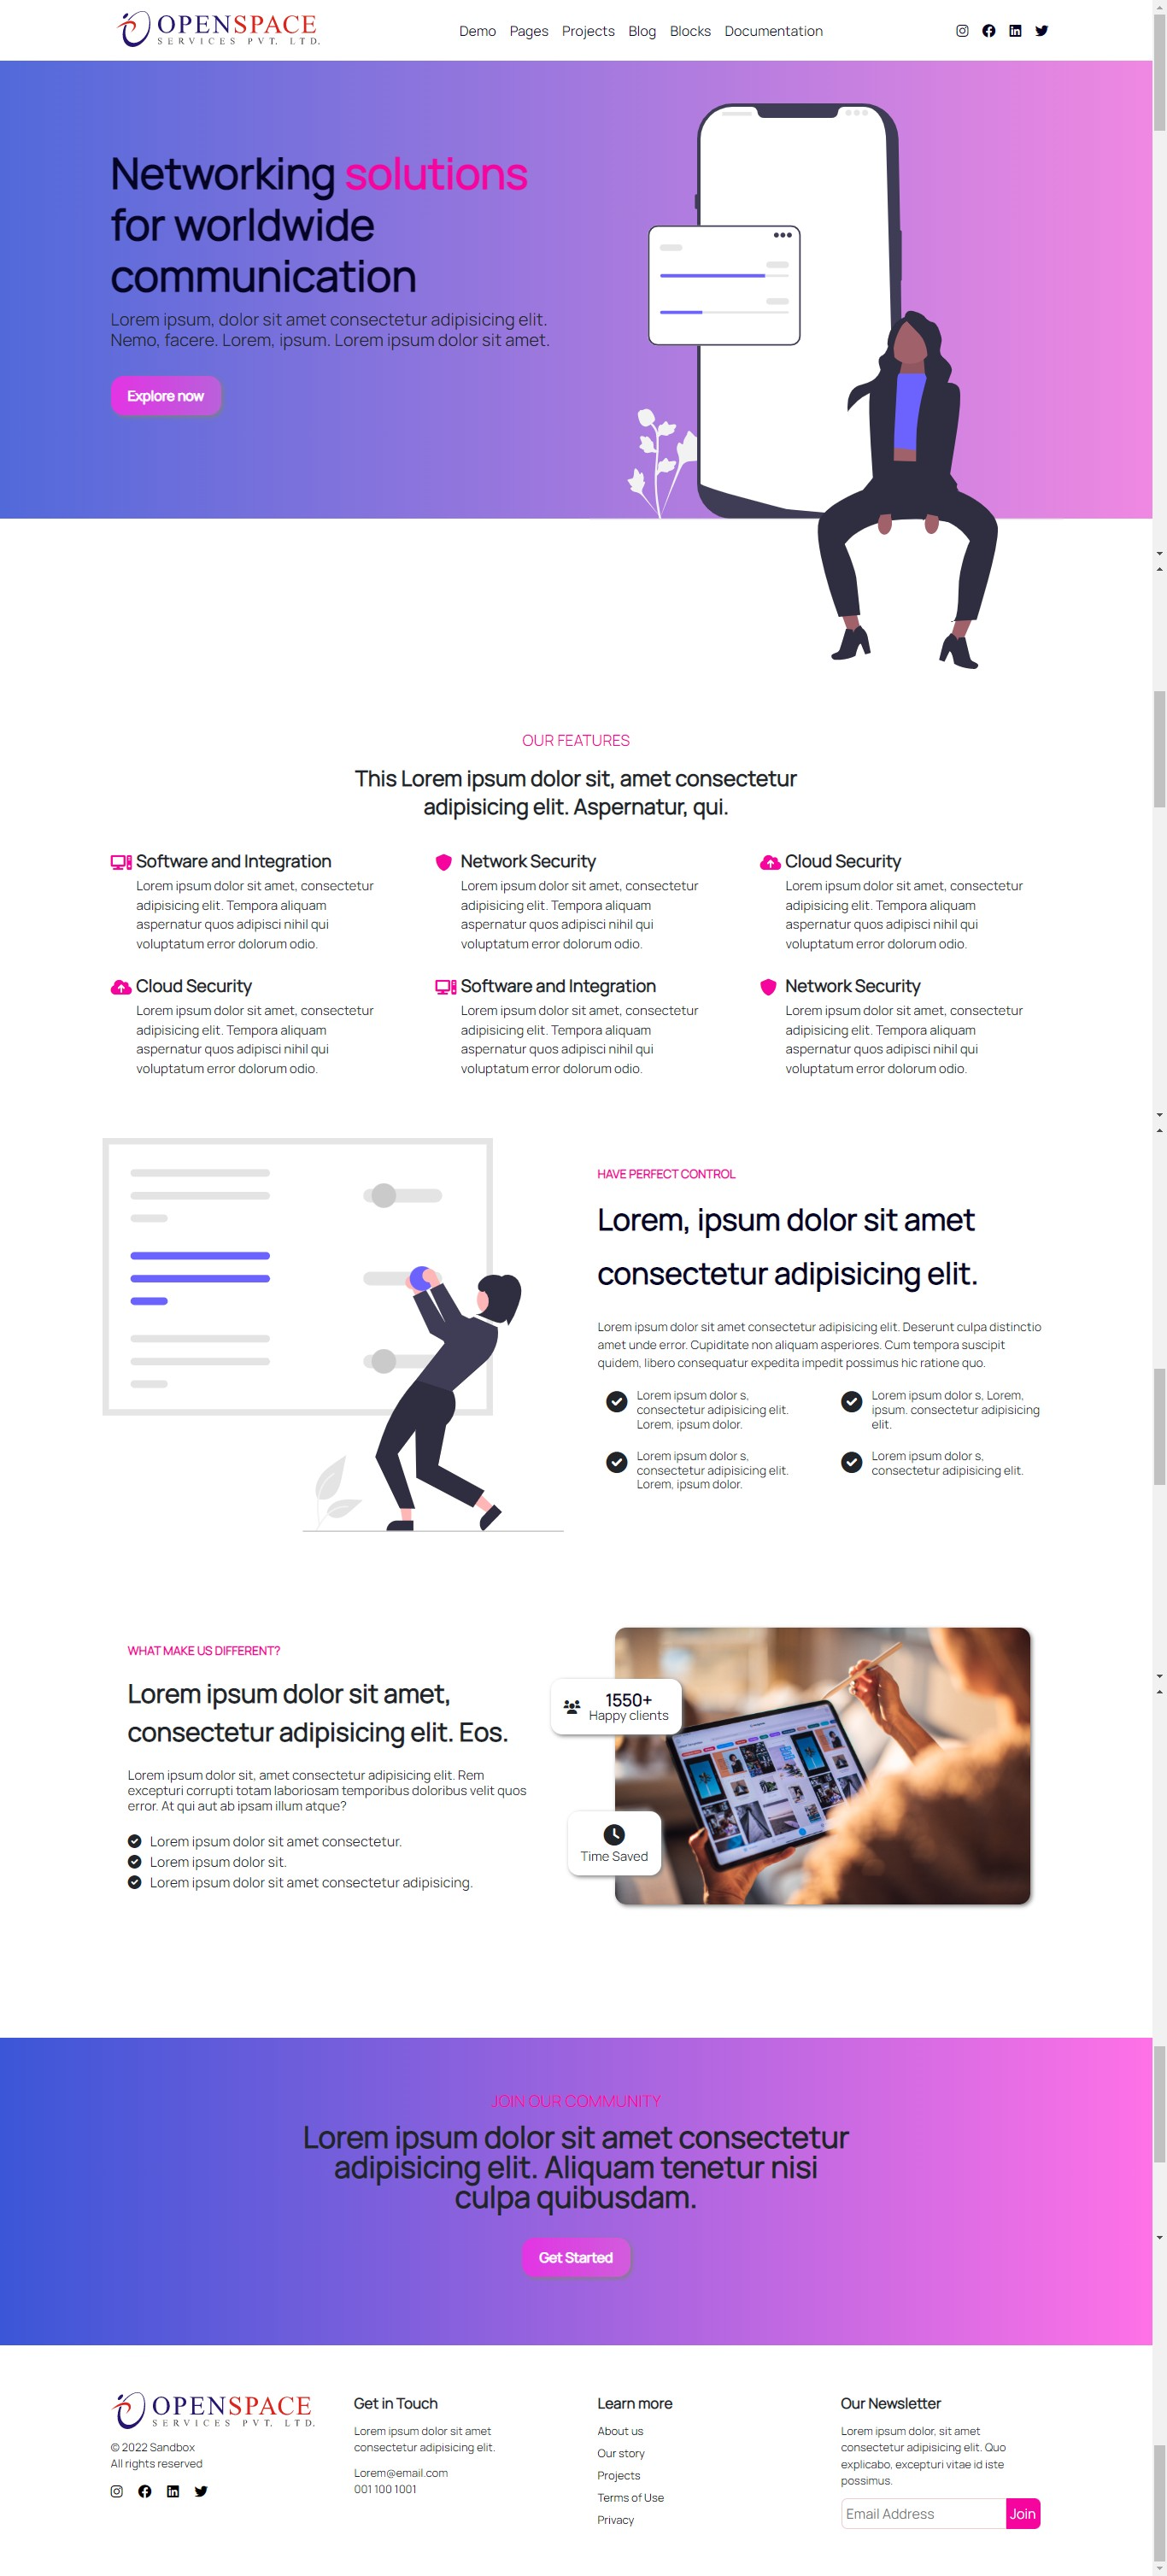 OPENSPACE
SERVICES PVT. LTD.
Demo Pages Projects Blog Blocks Documentation
Networking solutions
for worldwide
communication
Lorem ipsum, dolor sit amet consectetur adipisicing elit.
Nemo, facere. Lorem, ipsum. Lorem ipsum dolor sit amet.
Explore now
OUR FEATURES
This Lorem ipsum dolor sit, amet consectetur
adipisicing elit. Aspernatur, qui.
Software and Integration
Lorem ipsum dolor sit amet, consectetur
adipisicing elit. Tempora aliquam
aspernatur quos adipisci nihil qui
voluptatum error dolorum odio.
Network Security
Lorem ipsum dolor sit amet, consectetur
adipisicing elit. Tempora aliquam
aspernatur quos adipisci nihil qui
voluptatum error dolorum odio.
Cloud Security
Lorem ipsum dolor sit amet, consectetur
adipisicing elit. Tempora aliquam
aspernatur quos adipisci nihil qui
voluptatum error dolorum odio.
Cloud Security
Lorem ipsum dolor sit amet, consectetur
adipisicing elit. Tempora aliquam
aspernatur quos adipisci nihil qui
voluptatum error dolorum odio.
Software and Integration
Lorem ipsum dolor sit amet, consectetur
adipisicing elit. Tempora aliquam
aspernatur quos adipisci nihil qui
voluptatum error dolorum odio.
Network Security
Lorem ipsum dolor sit amet, consectetur
adipisicing elit. Tempora aliquam
aspernatur quos adipisci nihil qui
voluptatum error dolorum odio.
HAVE PERFECT CONTROL
Lorem, ipsum dolor sit amet
consectetur adipisicing elit.
Lorem ipsum dolor sit amet consectetur adipisicing elit. Deserunt culpa distinctio
amet unde error. Cupiditate non aliquam asperiores. Cum tempora suscipit
quidem, libero consequatur expedita impedit possimus hic ratione quo.
Lorem ipsum dolor s,
consectetur adipisicing elit.
Lorem, ipsum dolor.
Lorem ipsum dolor s, Lorem,
ipsum. consectetur adipisicing
elit.
Lorem ipsum dolor s,
consectetur adipisicing elit.
Lorem, ipsum dolor.
Lorem ipsum dolor s,
consectetur adipisicing elit.
WHAT MAKE US DIFFERENT?
Lorem ipsum dolor sit amet,
consectetur adipisicing elit. Eos.
Lorem ipsum dolor sit, amet consectetur adipisicing elit. Rem
excepturi corrupti totam laboriosam temporibus doloribus velit quos
error. At qui aut ab ipsam illum atque?
Lorem ipsum dolor sit amet consectetur.
Lorem ipsum dolor sit.
Lorem ipsum dolor sit amet consectetur adipisicing.
1550+
Happy clients
Time Saved
JOIN OUR COMMUNITY
Lorem ipsum dolor sit amet consectetur
adipisicing elit. Aliquam tenetur nisi
culpa quibusdam.
Get Started
OPENSPACE
SERVICES PVT. LTD.
© 2022 Sandbox
All rights reserved
Get in Touch
Lorem ipsum dolor sit amet
consectetur adipisicing elit.
Lorem@email.com
001 100 1001
Learn more
About us
Our story
Projects
Terms of Use
Privacy
Our Newsletter
Lorem ipsum dolor, sit amet
consectetur adipisicing elit. Quo
explicabo, excepturi vitae id iste
possimus.
Email Address Join